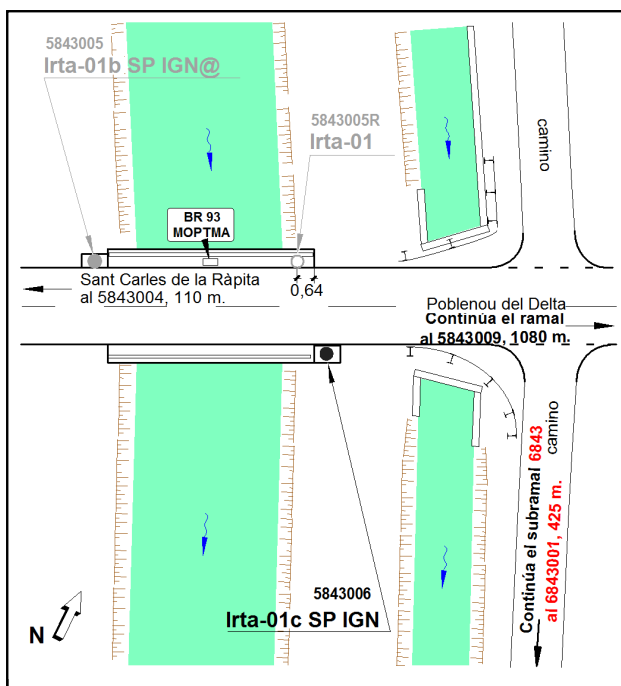 5843005
Irta-01b SP IGN@
5843005R
Irta-01
camino
BR 93
MOPTMA
Sant Carles de la Ràpita
al 5843004, 110 m.
0,64
Poblenou del Delta
Continúa el ramal
al 5843009, 1080 m.
camino
Continúa el subramal 6843
al 6843001, 425 m.
5843006
Irta-01c SP IGN
N